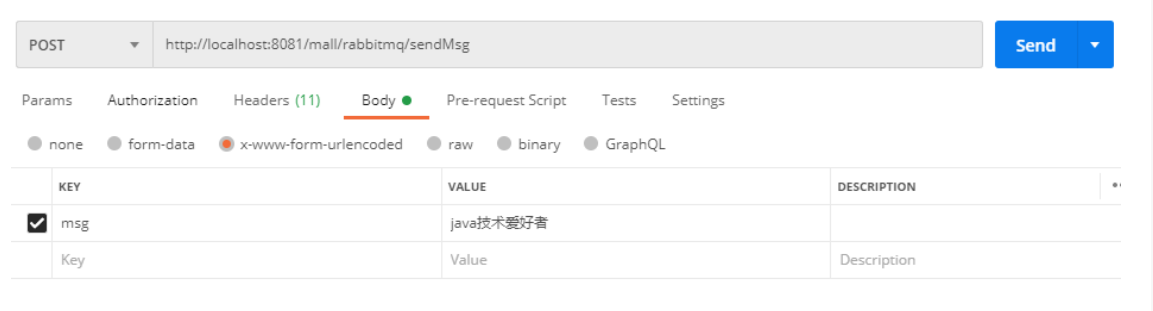 POST http://localhost:8081/mall/rabbitmq/sendMsg Send
Params Authorization Headers (11) Body Pre-request Script Tests Settings
none form-data x-www-form-urlencoded raw binary GraphQL
KEY VALUE DESCRIPTION
msg java技术爱好者
Key Value Description